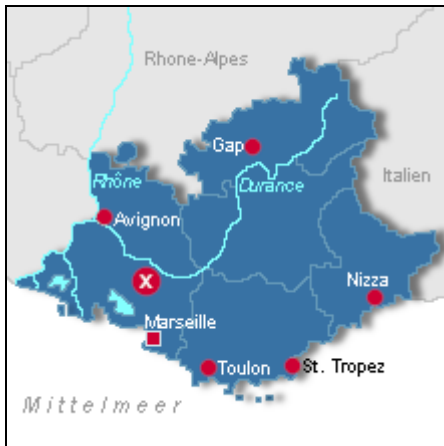 Rhone-Alpes
Gap
Rhône
Durance
Italien
Avignon
X
Nizza
Marseille
Toulon
St. Tropez
Mittelmeer